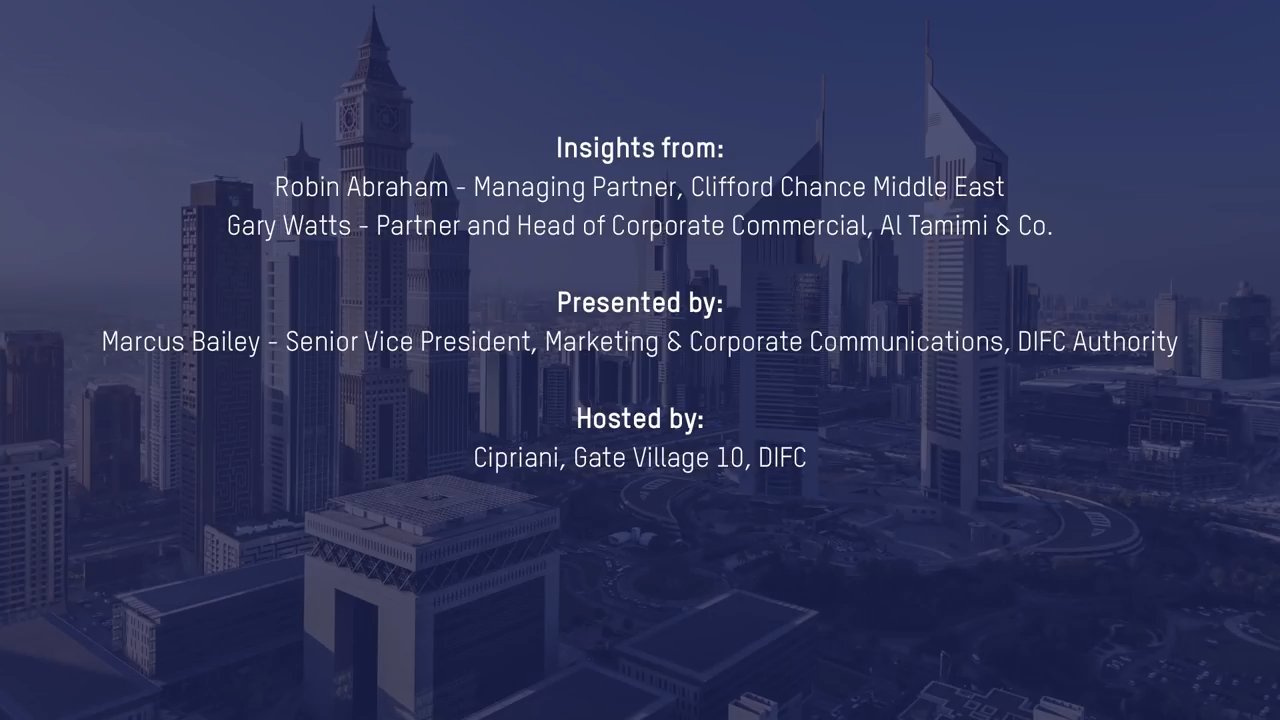 Insights from:
Robin Abraham - Managing Partner, Clifford Chance Middle East
Gary Watts - Partner and Head of Corporate Commercial, Al Tamimi & Co.
Presented by:
Marcus Bailey - Senior Vice President, Marketing & Corporate Communications, DIFC Authority
Hosted by:
Cipriani, Gate Village 10, DIFC